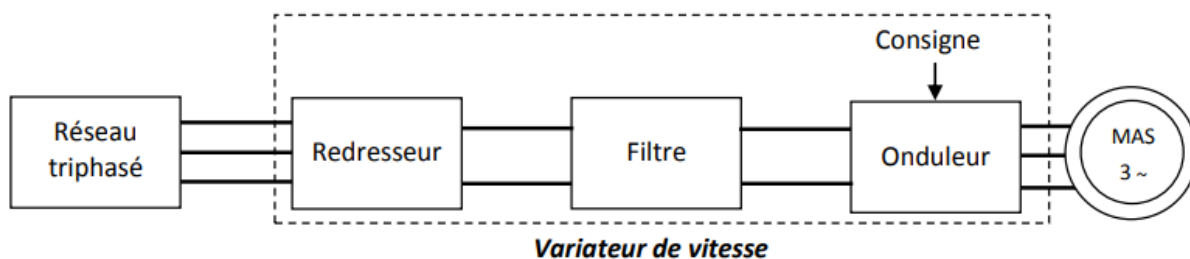 Consigne
Réseau
triphasé
Redresseur
Filtre
Onduleur
MAS
3 ~
Variateur de vitesse